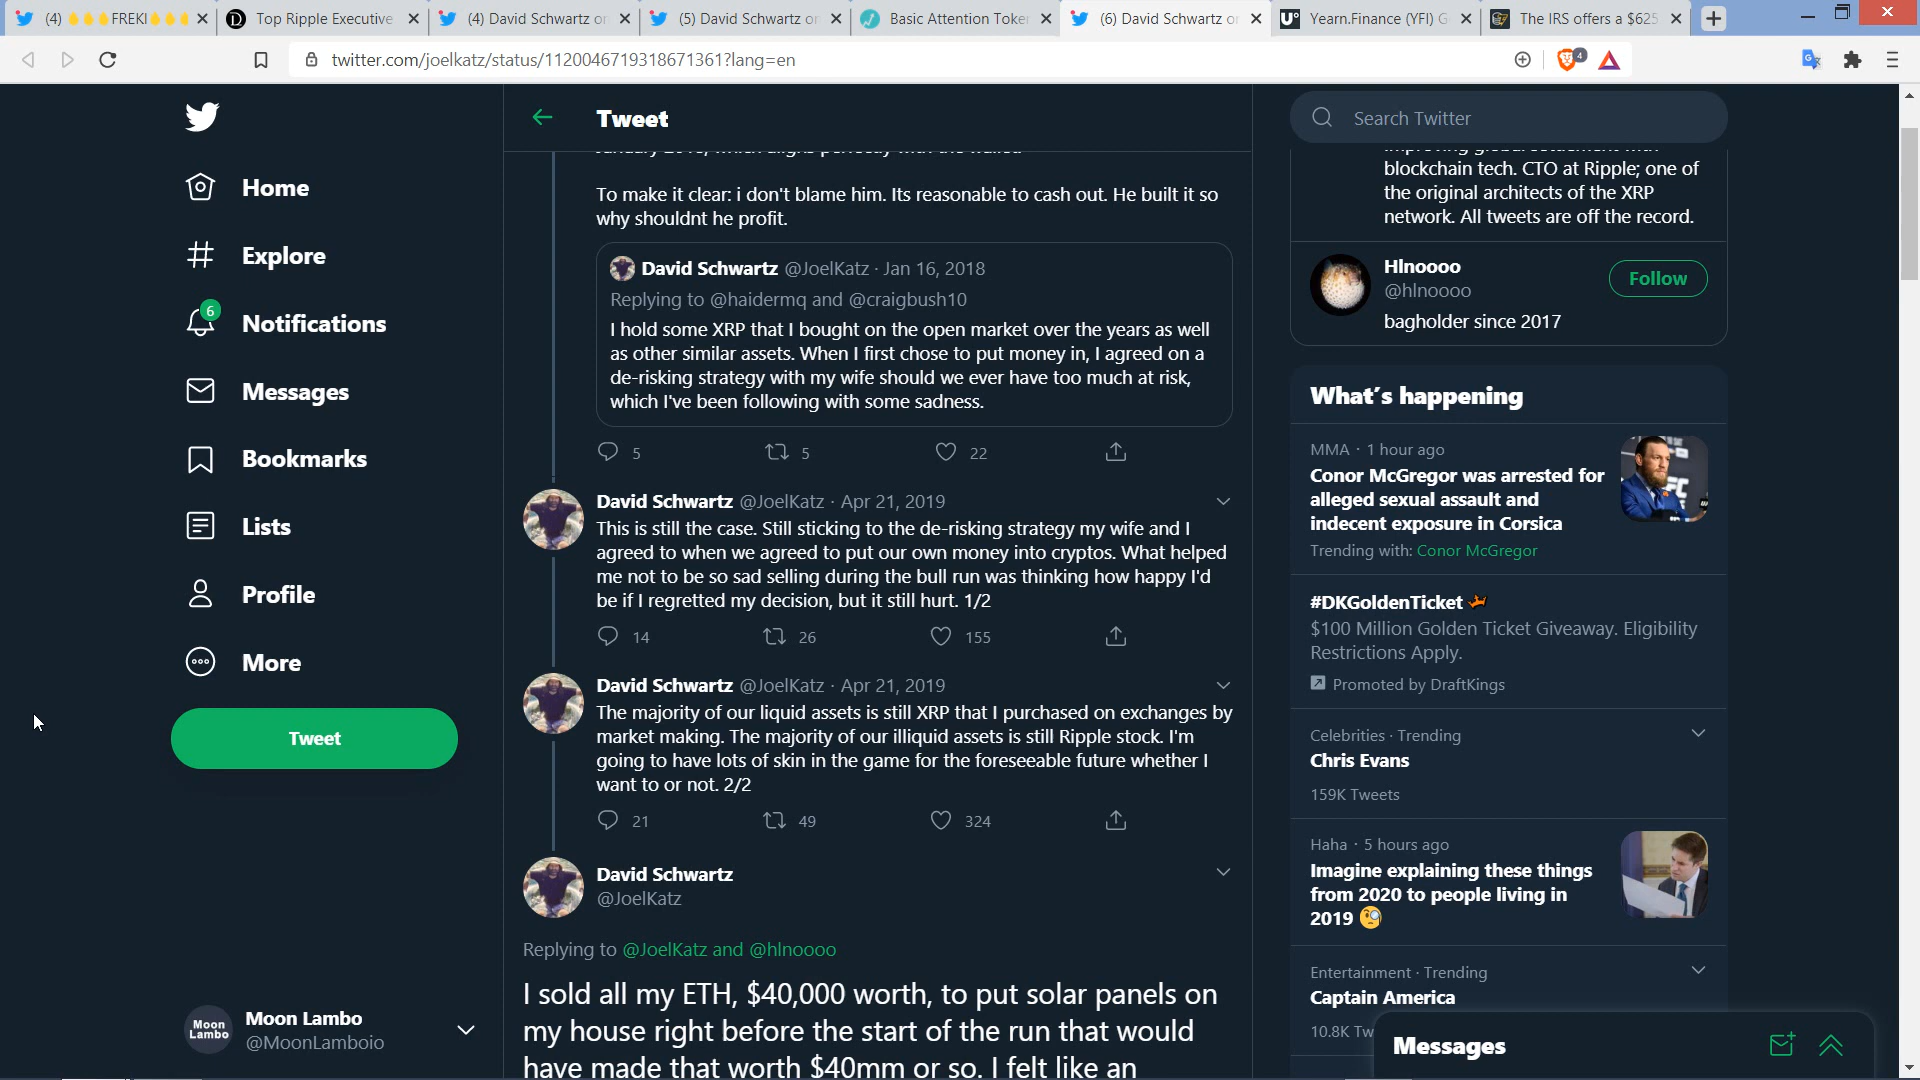 (4) 🔥🔥🔥FREKI🔥🔥🔥
Top Ripple Executive
(4) David Schwartz on
(5) David Schwartz on
Basic Attention Toke
(6) David Schwartz on
Yearn.Finance (YFI) G
The IRS offers a $625
twitter.com/joelkatz/status/1120046719318671361?lang=en
4
Home
Explore
6
Notifications
Messages
Bookmarks
Lists
Profile
More
Tweet
Moon Lambo
Moon Lambo
@MoonLamboio
Tweet
To make it clear: i don't blame him. Its reasonable to cash out. He built it so
why shouldnt he profit.
David Schwartz @JoelKatz · Jan 16, 2018
Replying to @haidermq and @craigbush10
I hold some XRP that I bought on the open market over the years as well
as other similar assets. When I first chose to put money in, I agreed on a
de-risking strategy with my wife should we ever have too much at risk,
which I've been following with some sadness.
5 5 22
David Schwartz @JoelKatz · Apr 21, 2019
This is still the case. Still sticking to the de-risking strategy my wife and I
agreed to when we agreed to put our own money into cryptos. What helped
me not to be so sad selling during the bull run was thinking how happy I'd
be if I regretted my decision, but it still hurt. 1/2
14 26 155
David Schwartz @JoelKatz · Apr 21, 2019
The majority of our liquid assets is still XRP that I purchased on exchanges by
market making. The majority of our illiquid assets is still Ripple stock. I'm
going to have lots of skin in the game for the foreseeable future whether I
want to or not. 2/2
21 49 324
David Schwartz
@JoelKatz
Replying to @JoelKatz and @hlnoooo
I sold all my ETH, $40,000 worth, to put solar panels on
my house right before the start of the run that would
have made that worth $40mm or so. I felt like an
Search Twitter
blockchain tech. CTO at Ripple; one of
the original architects of the XRP
network. All tweets are off the record.
Hlnoooo
@hlnoooo
Follow
bagholder since 2017
What's happening
MMA · 1 hour ago
Conor McGregor was arrested for
alleged sexual assault and
indecent exposure in Corsica
Trending with: Conor McGregor
#DKGoldenTicket
$100 Million Golden Ticket Giveaway. Eligibility
Restrictions Apply.
Promoted by DraftKings
Celebrities · Trending
Chris Evans
159K Tweets
Haha · 5 hours ago
Imagine explaining these things
from 2020 to people living in
2019 🧐
Entertainment · Trending
Captain America
10.8K Tw
Messages